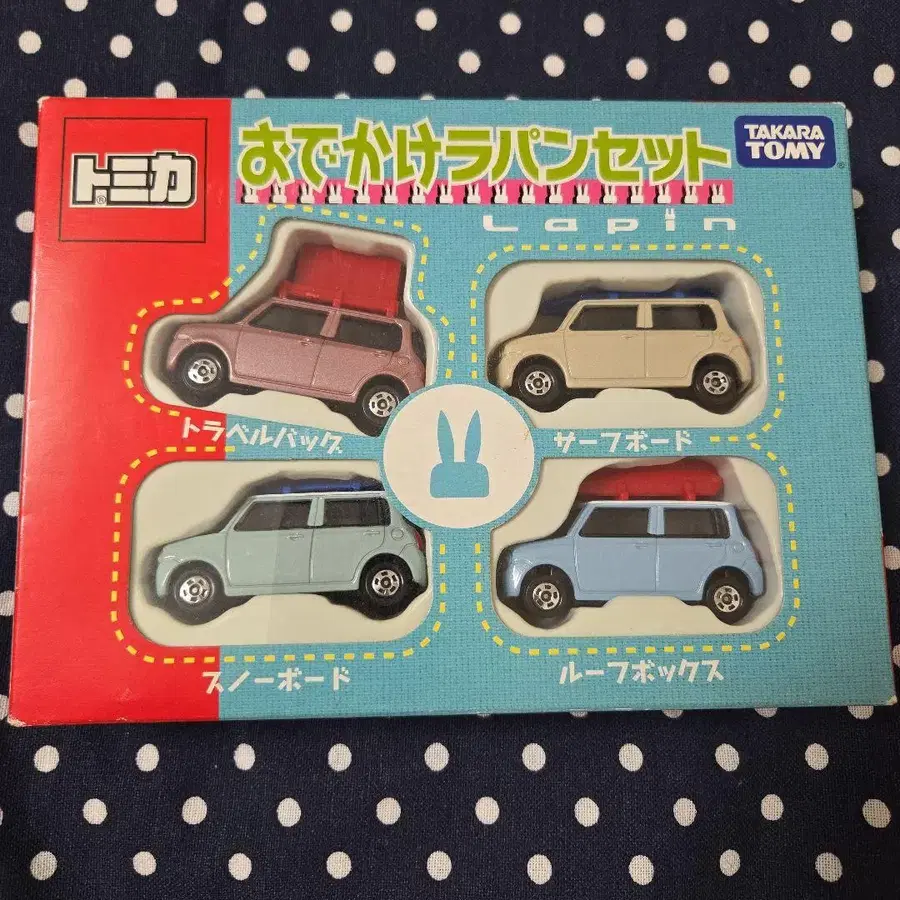 トミカ®
おでかけラパンセット
TAKARA TOMY®
Lapin
トラベルバッグ
サーフボード
スノーボード
ルーフボックス